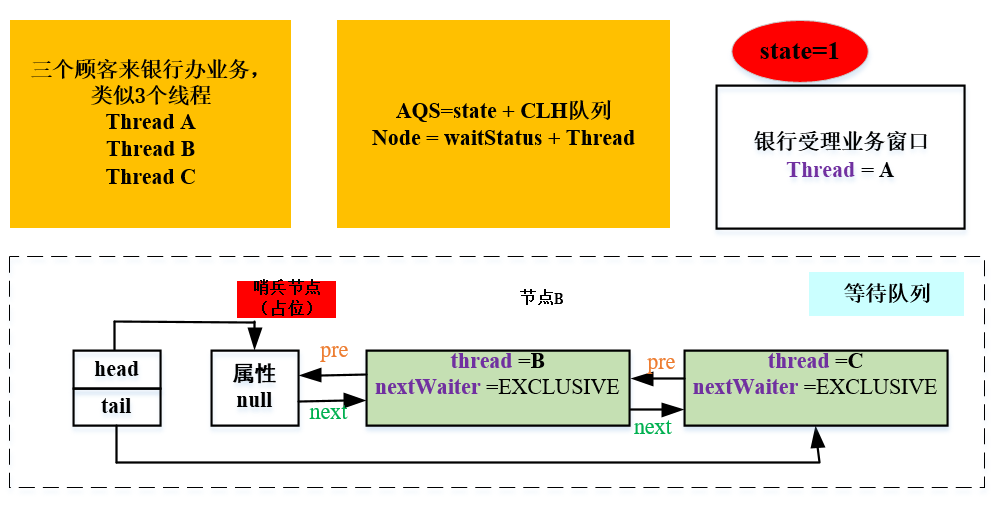 三个顾客来银行办业务，
类似3个线程
Thread A
Thread B
Thread C
AQS=state + CLH队列
Node = waitStatus + Thread
state=1
银行受理业务窗口
Thread = A
哨兵节点
（占位）
节点B
等待队列
head
tail
属性
null
pre
next
thread =B
nextWaiter =EXCLUSIVE
pre
next
thread =C
nextWaiter =EXCLUSIVE